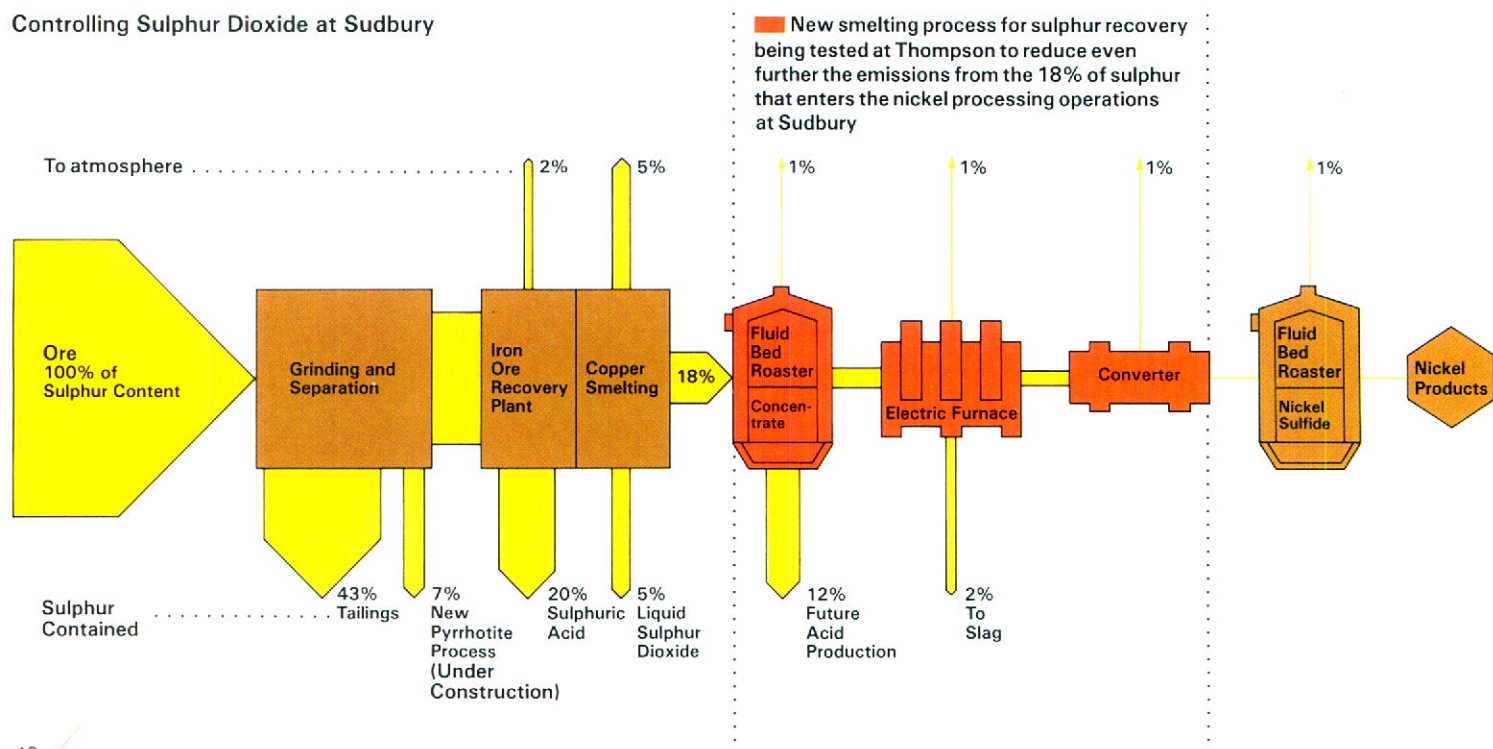 Controlling Sulphur Dioxide at Sudbury
New smelting process for sulphur recovery
being tested at Thompson to reduce even
further the emissions from the 18% of sulphur
that enters the nickel processing operations
at Sudbury
To atmosphere . . . . . . . . . . . . . . . . . . . . . . . . . . . . 2%
5%
1%
1%
1%
1%
Ore
100% of
Sulphur Content
Grinding and
Separation
Iron
Ore
Recovery
Plant
Copper
Smelting
18%
Fluid
Bed
Roaster
Concen-
trate
Electric Furnace
Converter
Fluid
Bed
Roaster
Nickel
Sulfide
Nickel
Products
Sulphur
Contained . . . . . . . . . . . . . . .
43%
Tailings
7%
New
Pyrrhotite
Process
(Under
Construction)
20%
Sulphuric
Acid
5%
Liquid
Sulphur
Dioxide
12%
Future
Acid
Production
2%
To
Slag